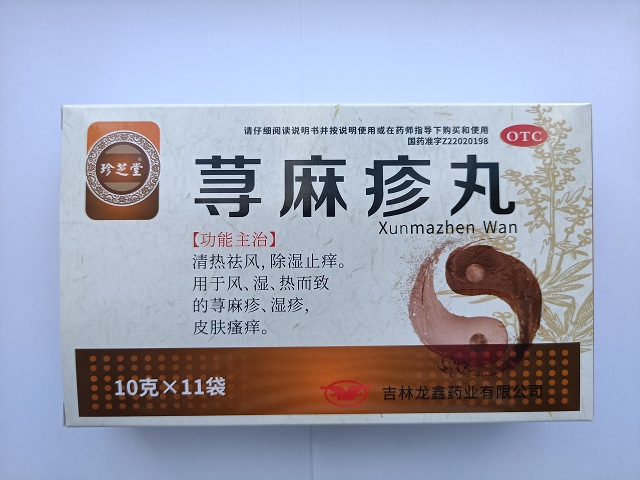 请仔细阅读说明书并按说明使用或在药师指导下购买和使用
国药准字Z22020198
OTC
珍芝堂
荨麻疹丸
Xunmazhen Wan
【功能主治】
清热祛风,除湿止痒。
用于风、湿、热而致
的荨麻疹、湿疹,
皮肤瘙痒。
10克×11袋
吉林龙鑫药业有限公司